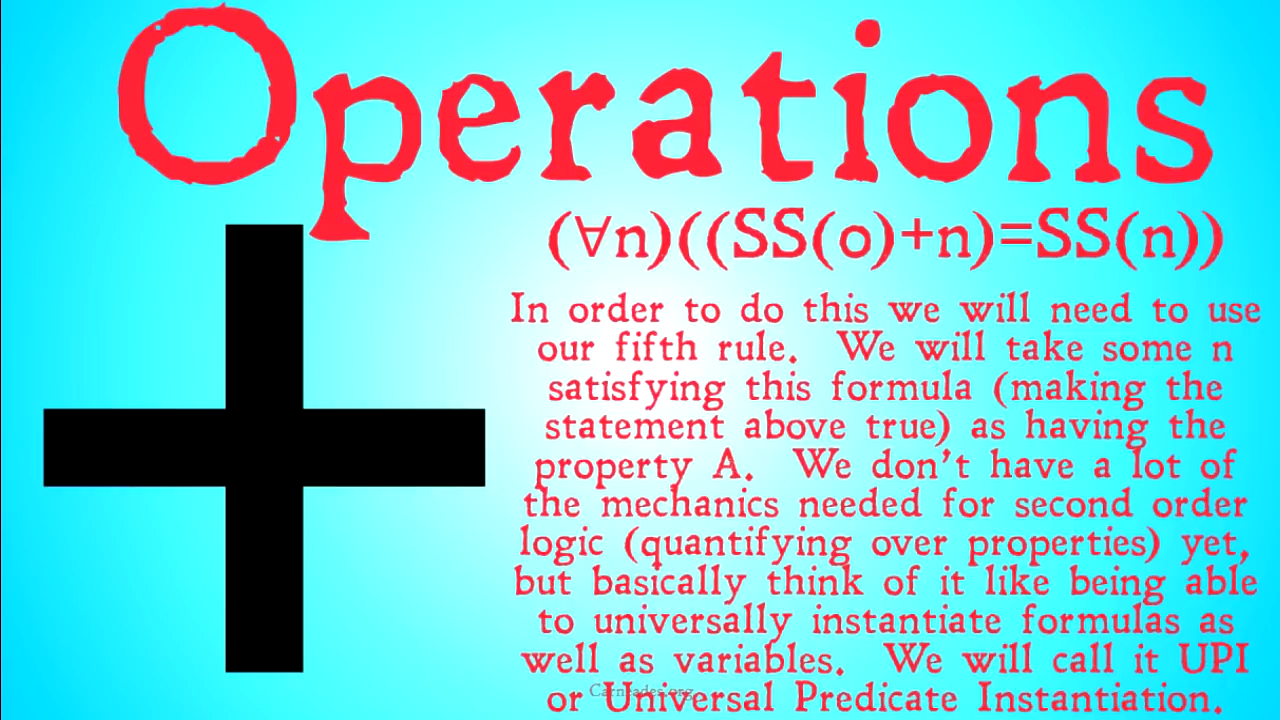 Operations
(∀n)((SS(o)+n)=SS(n))
In order to do this we will need to use
our fifth rule. We will take some n
satisfying this formula (making the
statement above true) as having the
property A. We don't have a lot of
the mechanics needed for second order
logic (quantifying over properties) yet,
but basically think of it like being able
to universally instantiate formulas as
well as variables. We will call it UPI
Carneades.org
or Universal Predicate Instantiation.